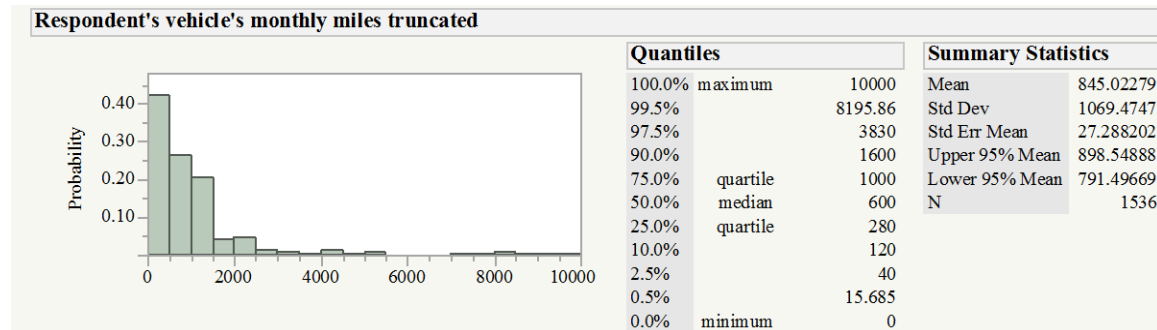 Respondent's vehicle's monthly miles truncated
Probability
0.40
0.30
0.20
0.10
0 2000 4000 6000 8000 10000
Quantiles
100.0% maximum 10000
99.5% 8195.86
97.5% 3830
90.0% 1600
75.0% quartile 1000
50.0% median 600
25.0% quartile 280
10.0% 120
2.5% 40
0.5% 15.685
0.0% minimum 0
Summary Statistics
Mean 845.02279
Std Dev 1069.4747
Std Err Mean 27.288202
Upper 95% Mean 898.54888
Lower 95% Mean 791.49669
N 1536